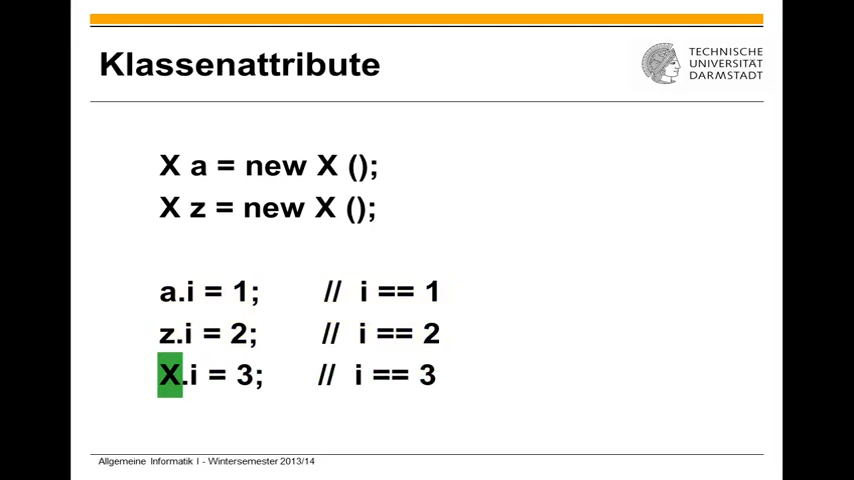 Klassenattribute
TECHNISCHE
UNIVERSITÄT
DARMSTADT
X a = new X ();
X z = new X ();
a.i = 1; // i == 1
z.i = 2; // i == 2
X.i = 3; // i == 3
Allgemeine Informatik I - Wintersemester 2013/14